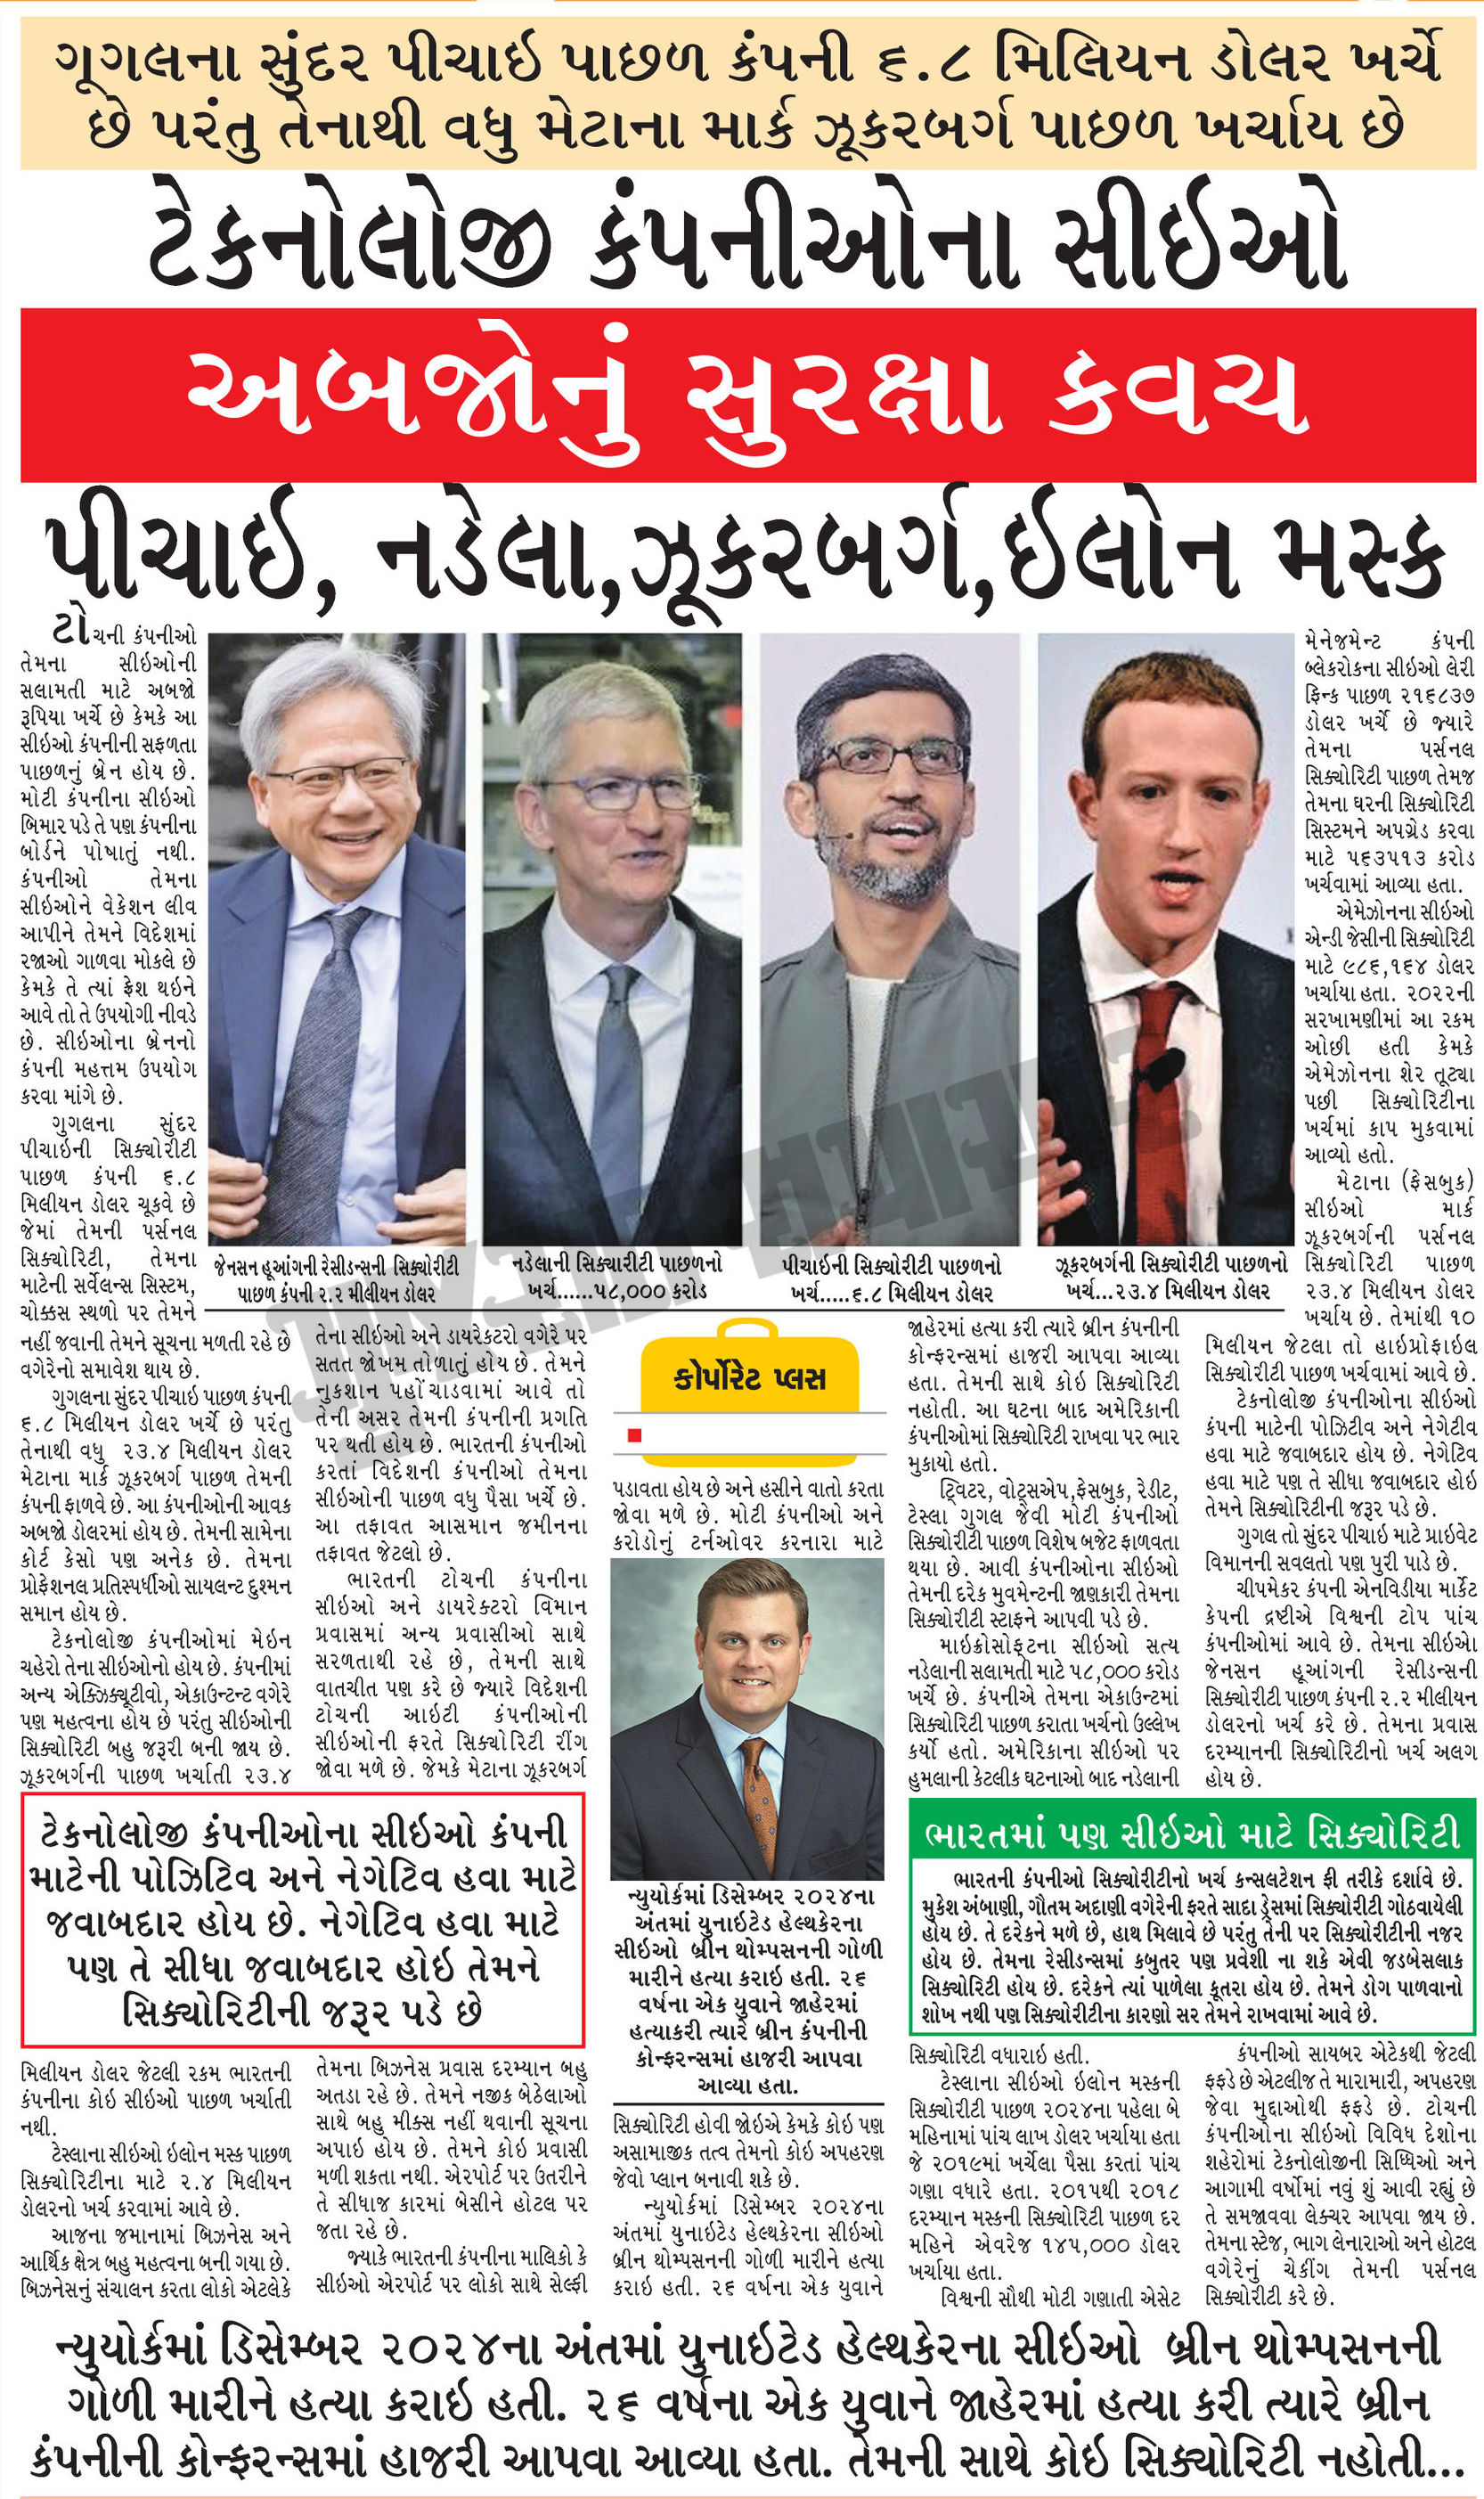 ગૂગલના સુંદર પીચાઇ પાછળ કંપની ૬.૮ મિલિયન ડોલર ખર્ચે
છે પરંતુ તેનાથી વધુ મેટાના માર્ક ઝૂકરબર્ગ પાછળ ખર્ચાય છે
ટેકનોલોજી કંપનીઓના સીઇઓ
અબજોનું સુરક્ષા કવચ
પીચાઈ, નડેલા,ઝૂકરબર્ગ,ઈલોન મસ્ક
ટોચની કંપનીઓ
તેમના સીઇઓની
સલામતી માટે અબજો
રૂપિયા ખર્ચે છે કેમકે આ
સીઇઓ કંપનીની સફળતા
પાછળનું બ્રેન હોય છે.
મોટી કંપનીના સીઇઓ
બિમાર પડે તે પણ કંપનીના
બોર્ડને પોષાતું નથી.
કંપનીઓ તેમના
સીઇઓને વેકેશન લીવ
આપીને તેમને વિદેશમાં
રજાઓ ગાળવા મોકલે છે
કેમકે તે ત્યાં ફ્રેશ થઇને
આવે તો તે ઉપયોગી નીવડે
છે. સીઇઓના બ્રેનનો
કંપની મહત્તમ ઉપયોગ
કરવા માંગે છે.
ગુગલના સુંદર
પીચાઇની સિક્યોરીટી
પાછળ કંપની ૬.૮
મિલીયન ડોલર ચૂકવે છે
જેમાં તેમની પર્સનલ
સિક્યોરિટી, તેમના
માટેની સર્વેલન્સ સિસ્ટમ,
ચોક્કસ સ્થળો પર તેમને
નહીં જવાની તેમને સૂચના મળતી રહે છે
વગેરેનો સમાવેશ થાય છે.
ગુગલના સુંદર પીચાઇ પાછળ કંપની
૬.૮ મિલીયન ડોલર ખર્ચે છે પરંતુ
તેનાથી વધુ ૨૩.૪ મિલીયન ડોલર
મેટાના માર્ક ઝૂકરબર્ગ પાછળ તેમની
કંપની ફાળવે છે. આ કંપનીઓની આવક
અબજો ડોલરમાં હોય છે. તેમની સામેના
કોર્ટ કેસો પણ અનેક છે. તેમના
પ્રોફેશનલ પ્રતિસ્પર્ધીઓ સાયલન્ટ દુશ્મન
સમાન હોય છે.
ટેકનોલોજી કંપનીઓમાં મેઇન
ચહેરો તેના સીઇઓનો હોય છે. કંપનીમાં
અન્ય એક્ઝિક્યૂટીવો, એકાઉન્ટન્ટ વગેરે
પણ મહત્વના હોય છે પરંતુ સીઇઓની
સિક્યોરિટી બહુ જરૂરી બની જાય છે.
ઝૂકરબર્ગની પાછળ ખર્ચાતી ૨૩.૪
ટેકનોલોજી કંપનીઓના સીઇઓ કંપની
માટેની પોઝિટિવ અને નેગેટિવ હવા માટે
જવાબદાર હોય છે. નેગેટિવ હવા માટે
પણ તે સીધા જવાબદાર હોઇ તેમને
સિક્યોરિટીની જરૂર પડે છે
મિલીયન ડોલર જેટલી રકમ ભારતની
કંપનીના કોઇ સીઇઓ પાછળ ખર્ચાતી
નથી.
ટેસ્લાના સીઇઓ ઇલોન મસ્ક પાછળ
સિક્યોરિટીના માટે ૨.૪ મિલીયન
ડોલરનો ખર્ચ કરવામાં આવે છે.
આજના જમાનામાં બિઝનેસ અને
આર્થિક ક્ષેત્ર બહુ મહત્વના બની ગયા છે.
બિઝનેસનું સંચાલન કરતા લોકો એટલેકે
જેનસન હૂઆંગની રેસીડન્સની સિક્યોરીટી
પાછળ કંપની ૨.૨ મીલીયન ડોલર
નડેલાની સિક્યારીટી પાછળનો
ખર્ચ......૫૮,૦૦૦ કરોડ
પીચાઇની સિક્યોરીટી પાછળનો
ખર્ચ.....૬.૮ મિલીયન ડોલર
ઝૂકરબર્ગની સિક્યોરીટી પાછળનો
ખર્ચ...૨૩.૪ મિલીયન ડોલર
તેના સીઇઓ અને ડાયરેક્ટરો વગેરે પર
સતત જોખમ તોળાતું હોય છે. તેમને
નુકશાન પહોંચાડવામાં આવે તો
તેની અસર તેમની કંપનીની પ્રગતિ
પર થતી હોય છે. ભારતની કંપનીઓ
કરતાં વિદેશની કંપનીઓ તેમના
સીઇઓની પાછળ વધુ પૈસા ખર્ચે છે.
આ તફાવત આસમાન જમીનના
તફાવત જેટલો છે.
ભારતની ટોચની કંપનીના
સીઇઓ અને ડાયરેક્ટરો વિમાન
પ્રવાસમાં અન્ય પ્રવાસીઓ સાથે
સરળતાથી રહે છે, તેમની સાથે
વાતચીત પણ કરે છે જ્યારે વિદેશની
ટોચની આઇટી કંપનીઓની
સીઇઓની ફરતે સિક્યોરિટી રીંગ
જોવા મળે છે. જેમકે મેટાના ઝૂકરબર્ગ
તેમના બિઝનેસ પ્રવાસ દરમ્યાન બહુ
અતડા રહે છે. તેમને નજીક બેઠેલાઓ
સાથે બહુ મીક્સ નહીં થવાની સૂચના
અપાઇ હોય છે. તેમને કોઇ પ્રવાસી
મળી શકતા નથી. એરપોર્ટ પર ઉતરીને
તે સીધાજ કારમાં બેસીને હોટલ પર
જતા રહે છે.
જ્યાકે ભારતની કંપનીના માલિકો કે
સીઇઓ એરપોર્ટ પર લોકો સાથે સેલ્ફી
કોર્પોરેટ પ્લસ
પડાવતા હોય છે અને હસીને વાતો કરતા
જોવા મળે છે. મોટી કંપનીઓ અને
કરોડોનું ટર્નઓવર કરનારા માટે
ન્યુયોર્કમાં ડિસેમ્બર ૨૦૨૪ના
અંતમાં યુનાઇટેડ હેલ્થકેરના
સીઇઓ બ્રીન થોમ્પસનની ગોળી
મારીને હત્યા કરાઇ હતી. ૨૬
વર્ષના એક યુવાને જાહેરમાં
હત્યાકરી ત્યારે બ્રીન કંપનીની
કોન્ફરન્સમાં હાજરી આપવા
આવ્યા હતા.
સિક્યોરિટી હોવી જોઇએ કેમકે કોઇ પણ
અસામાજીક તત્વ તેમનો કોઇ અપહરણ
જેવો પ્લાન બનાવી શકે છે.
ન્યુયોર્કમાં ડિસેમ્બર ૨૦૨૪ના
અંતમાં યુનાઇટેડ હેલ્થકેરના સીઇઓ
બ્રીન થોમ્પસનની ગોળી મારીને હત્યા
કરાઇ હતી. ૨૬ વર્ષના એક યુવાને
જાહેરમાં હત્યા કરી ત્યારે બ્રીન કંપનીની
કોન્ફરન્સમાં હાજરી આપવા આવ્યા
હતા. તેમની સાથે કોઇ સિક્યોરિટી
નહોતી. આ ઘટના બાદ અમેરિકાની
કંપનીઓમાં સિક્યોરિટી રાખવા પર ભાર
મુકાયો હતો.
ટ્વિટર, વોટ્સએપ,ફેસબુક, રેડીટ,
ટેસ્લા ગુગલ જેવી મોટી કંપનીઓ
સિક્યોરીટી પાછળ વિશેષ બજેટ ફાળવતા
થયા છે. આવી કંપનીઓના સીઇઓ
તેમની દરેક મુવમેન્ટની જાણકારી તેમના
સિક્યોરીટી સ્ટાફને આપવી પડે છે.
માઇક્રોસોફ્ટના સીઇઓ સત્ય
નડેલાની સલામતી માટે ૫૮,૦૦૦ કરોડ
ખર્ચે છે. કંપનીએ તેમના એકાઉન્ટમાં
સિક્યોરિટી પાછળ કરાતા ખર્ચનો ઉલ્લેખ
કર્યો હતો. અમેરિકાના સીઇઓ પર
હુમલાની કેટલીક ઘટનાઓ બાદ નડેલાની
ભારતમાં પણ સીઇઓ માટે સિક્યોરિટી
ભારતની કંપનીઓ સિક્યોરીટીનો ખર્ચ કન્સલટેશન ફી તરીકે દર્શાવે છે.
મુકેશ અંબાણી, ગૌતમ અદાણી વગેરેની ફરતે સાદા ડ્રેસમાં સિક્યોરીટી ગોઠવાયેલી
હોય છે. તે દરેકને મળે છે, હાથ મિલાવે છે પરંતુ તેની પર સિક્યોરીટીની નજર
હોય છે. તેમના રેસીડન્સમાં કબુતર પણ પ્રવેશી ના શકે એવી જડબેસલાક
સિક્યોરિટી હોય છે. દરેકને ત્યાં પાળેલા કૂતરા હોય છે. તેમને ડોગ પાળવાનો
શોખ નથી પણ સિક્યોરીટીના કારણો સર તેમને રાખવામાં આવે છે.
સિક્યોરિટી વધારાઇ હતી.
ટેસ્લાના સીઇઓ ઇલોન મસ્કની
સિક્યોરીટી પાછળ ૨૦૨૪ના પહેલા બે
મહિનામાં પાંચ લાખ ડોલર ખર્ચાયા હતા
જે ૨૦૧૯માં ખર્ચેલા પૈસા કરતાં પાંચ
ગણા વધારે હતા. ૨૦૧૫થી ૨૦૧૮
દરમ્યાન મસ્કની સિક્યોરિટી પાછળ દર
મહિને એવરેજ ૧૪૫,૦૦૦ ડોલર
ખર્ચાયા હતા.
વિશ્વની સૌથી મોટી ગણાતી એસેટ
મેનેજમેન્ટ કંપની
બ્લેકરોકના સીઇઓ લેરી
ફિન્ક પાછળ ૨૧૬૮૩૭
ડોલર ખર્ચે છે જ્યારે
તેમના પર્સનલ
સિક્યોરિટી પાછળ તેમજ
તેમના ઘરની સિક્યોરિટી
સિસ્ટમને અપગ્રેડ કરવા
માટે ૫૬૩૫૧૩ કરોડ
ખર્ચવામાં આવ્યા હતા.
એમેઝોનના સીઇઓ
એન્ડી જેસીની સિક્યોરિટી
માટે ૯૮૬,૧૬૪ ડોલર
ખર્ચાયા હતા. ૨૦૨૨ની
સરખામણીમાં આ રકમ
ઓછી હતી કેમકે
એમેઝોનના શેર તૂટ્યા
પછી સિક્યોરિટીના
ખર્ચમાં કાપ મુકવામાં
આવ્યો હતો.
મેટાના (ફેસબુક)
સીઇઓ માર્ક
ઝૂકરબર્ગની પર્સનલ
સિક્યોરિટી પાછળ
૨૩.૪ મિલીયન ડોલર
ખર્ચાય છે. તેમાંથી ૧૦
મિલીયન જેટલા તો હાઇપ્રોફાઇલ
સિક્યોરીટી પાછળ ખર્ચવામાં આવે છે.
ટેકનોલોજી કંપનીઓના સીઇઓ
કંપની માટેની પોઝિટીવ અને નેગેટીવ
હવા માટે જવાબદાર હોય છે. નેગેટિવ
હવા માટે પણ તે સીધા જવાબદાર હોઇ
તેમને સિક્યોરિટીની જરૂર પડે છે.
ગુગલ તો સુંદર પીચાઇ માટે પ્રાઇવેટ
વિમાનની સવલતો પણ પુરી પાડે છે.
ચીપમેકર કંપની એનવિડીયા માર્કેટ
કેપની દ્રષ્ટીએ વિશ્વની ટોપ પાંચ
કંપનીઓમાં આવે છે. તેમના સીઇઓ
જેનસન હૂઆંગની રેસીડન્સની
સિક્યોરીટી પાછળ કંપની ૨.૨ મીલીયન
ડોલરનો ખર્ચ કરે છે. તેમના પ્રવાસ
દરમ્યાનની સિક્યોરિટીનો ખર્ચ અલગ
હોય છે.
કંપનીઓ સાયબર એટેકથી જેટલી
ફફડે છે એટલીજ તે મારામારી, અપહરણ
જેવા મુદ્દાઓથી ફફડે છે. ટોચની
કંપનીઓના સીઇઓ વિવિધ દેશોના
શહેરોમાં ટેકનોલોજીની સિધ્ધિઓ અને
આગામી વર્ષોમાં નવું શું આવી રહ્યું છે
તે સમજાવવા લેક્ચર આપવા જાય છે.
તેમના સ્ટેજ, ભાગ લેનારાઓ અને હોટલ
વગેરેનું ચેકીંગ તેમની પર્સનલ
સિક્યોરીટી કરે છે.
ન્યુયોર્કમાં ડિસેમ્બર ૨૦૨૪ના અંતમાં યુનાઇટેડ હેલ્થકેરના સીઇઓ બ્રીન થોમ્પસનની
ગોળી મારીને હત્યા કરાઇ હતી. ૨૬ વર્ષના એક યુવાને જાહેરમાં હત્યા કરી ત્યારે બ્રીન
કંપનીની કોન્ફરન્સમાં હાજરી આપવા આવ્યા હતા. તેમની સાથે કોઇ સિક્યોરિટી નહોતી...